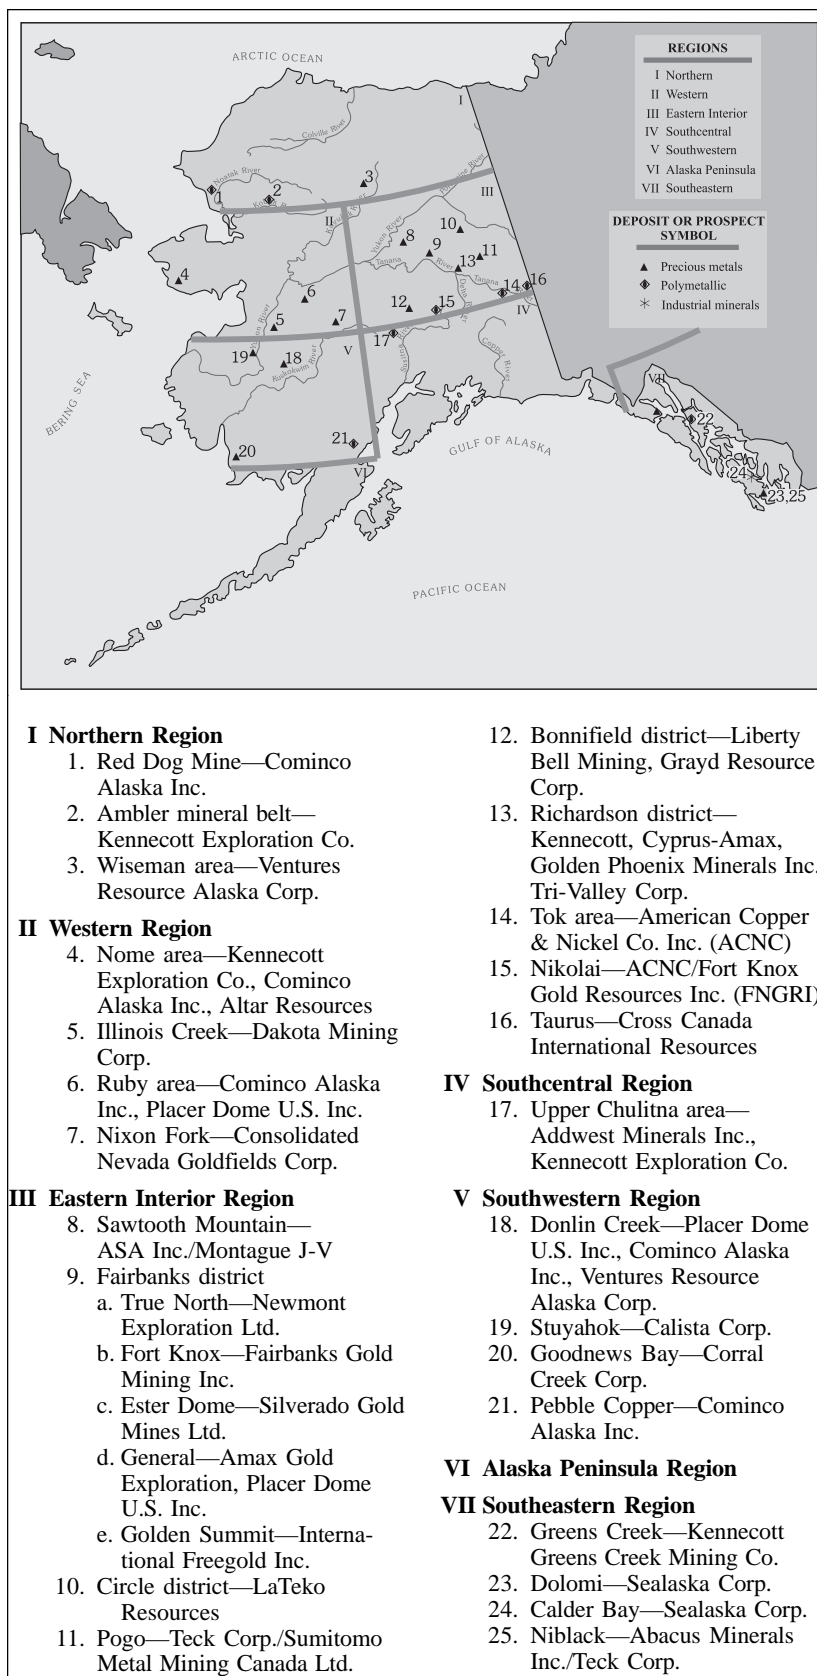 ARCTIC OCEAN
REGIONS
I Northern
II Western
III Eastern Interior
IV Southcentral
V Southwestern
VI Alaska Peninsula
VII Southeastern
DEPOSIT OR PROSPECT
SYMBOL
Precious metals
Polymetallic
Industrial minerals
I
Colville River
Noatak River
1
2
3
Porcupine River
III
II
Koyukuk River
Yukon River
8
9
10
11
Tanana River
13
Tanana
14
16
Delta River
4
6
5
7
12
15
IV
Yukon River
17
V
19
18
Kuskokwim River
Susitna River
Copper River
BERING SEA
VII
22
20
21
VI
GULF OF ALASKA
24
23,25
PACIFIC OCEAN
I Northern Region
1. Red Dog Mine—Cominco
Alaska Inc.
2. Ambler mineral belt—
Kennecott Exploration Co.
3. Wiseman area—Ventures
Resource Alaska Corp.
II Western Region
4. Nome area—Kennecott
Exploration Co., Cominco
Alaska Inc., Altar Resources
5. Illinois Creek—Dakota Mining
Corp.
6. Ruby area—Cominco Alaska
Inc., Placer Dome U.S. Inc.
7. Nixon Fork—Consolidated
Nevada Goldfields Corp.
III Eastern Interior Region
8. Sawtooth Mountain—
ASA Inc./Montague J-V
9. Fairbanks district
a. True North—Newmont
Exploration Ltd.
b. Fort Knox—Fairbanks Gold
Mining Inc.
c. Ester Dome—Silverado Gold
Mines Ltd.
d. General—Amax Gold
Exploration, Placer Dome
U.S. Inc.
e. Golden Summit—Interna-
tional Freegold Inc.
10. Circle district—LaTeko
Resources
11. Pogo—Teck Corp./Sumitomo
Metal Mining Canada Ltd.
12. Bonnifield district—Liberty
Bell Mining, Grayd Resource
Corp.
13. Richardson district—
Kennecott, Cyprus-Amax,
Golden Phoenix Minerals Inc.
Tri-Valley Corp.
14. Tok area—American Copper
& Nickel Co. Inc. (ACNC)
15. Nikolai—ACNC/Fort Knox
Gold Resources Inc. (FNGRI)
16. Taurus—Cross Canada
International Resources
IV Southcentral Region
17. Upper Chulitna area—
Addwest Minerals Inc.,
Kennecott Exploration Co.
V Southwestern Region
18. Donlin Creek—Placer Dome
U.S. Inc., Cominco Alaska
Inc., Ventures Resource
Alaska Corp.
19. Stuyahok—Calista Corp.
20. Goodnews Bay—Corral
Creek Corp.
21. Pebble Copper—Cominco
Alaska Inc.
VI Alaska Peninsula Region
VII Southeastern Region
22. Greens Creek—Kennecott
Greens Creek Mining Co.
23. Dolomi—Sealaska Corp.
24. Calder Bay—Sealaska Corp.
25. Niblack—Abacus Minerals
Inc./Teck Corp.